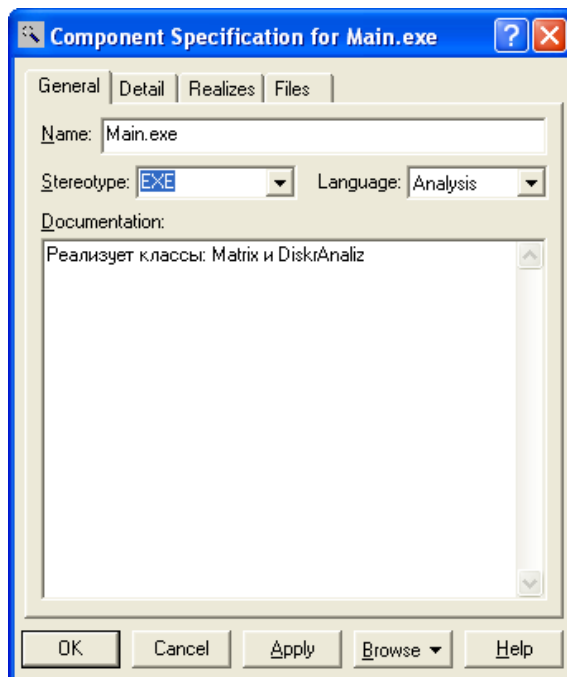 Component Specification for Main.exe
General Detail Realizes Files
Name: Main.exe
Stereotype: EXE Language: Analysis
Documentation:
Реализует классы: Matrix и DiskrAnaliz
OK Cancel Apply Browse Help